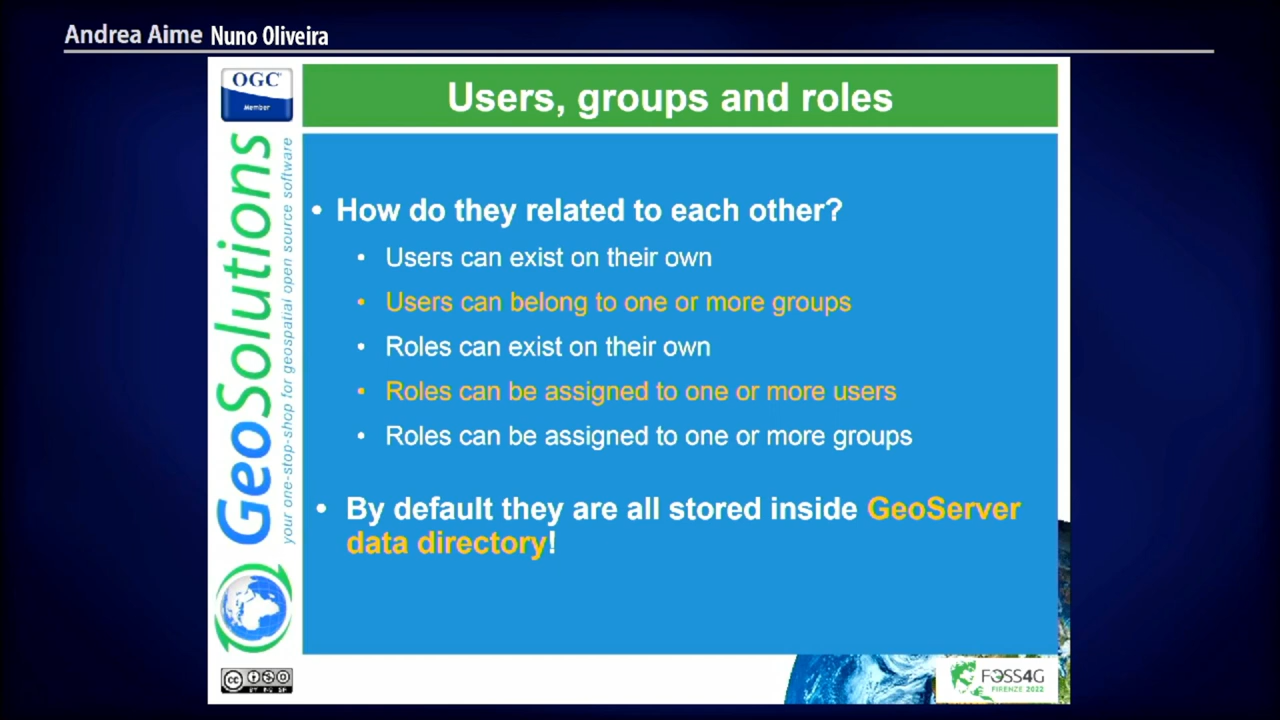 Andrea Aime Nuno Oliveira
OGC
Member
Users, groups and roles
GeoSolutions
your one-stop-shop for geospatial open source software
• How do they related to each other?
• Users can exist on their own
• Users can belong to one or more groups
• Roles can exist on their own
• Roles can be assigned to one or more users
• Roles can be assigned to one or more groups
• By default they are all stored inside GeoServer
data directory!
cc
FOSS4G
FIRENZE 2022